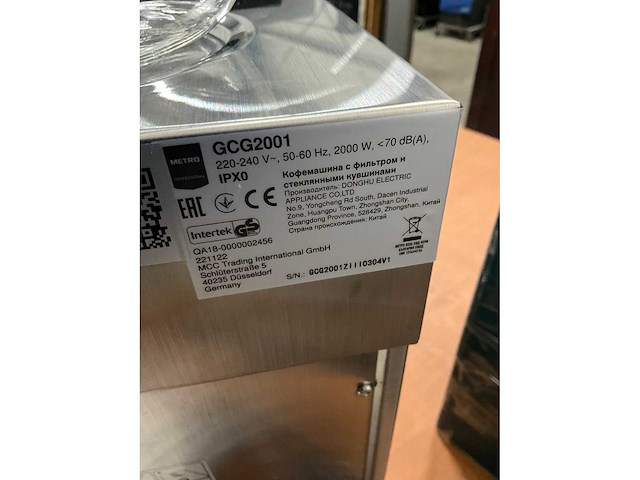 METRO
GCG2001
220-240 V~, 50-60 Hz, 2000 W, <70 dB(A),
IPX0
Кофемашина с фильтром и
стеклянными кувшинами
Производитель: DONGHU ELECTRIC
APPLIANCE CO.,LTD
No.9, Yongcheng Rd South, Dacen Industrial
Zone, Huangpu Town, Zhongshan City,
Guangdong Province, 528429, Zhongshan, Китай
Страна происхождения: Китай
EAC
CE
Intertek GS
QA18-0000002456
221122
MCC Trading International GmbH
Schlüterstraße 5
40235 Düsseldorf
Germany
S/N.: GCG2001ZIII0304V1